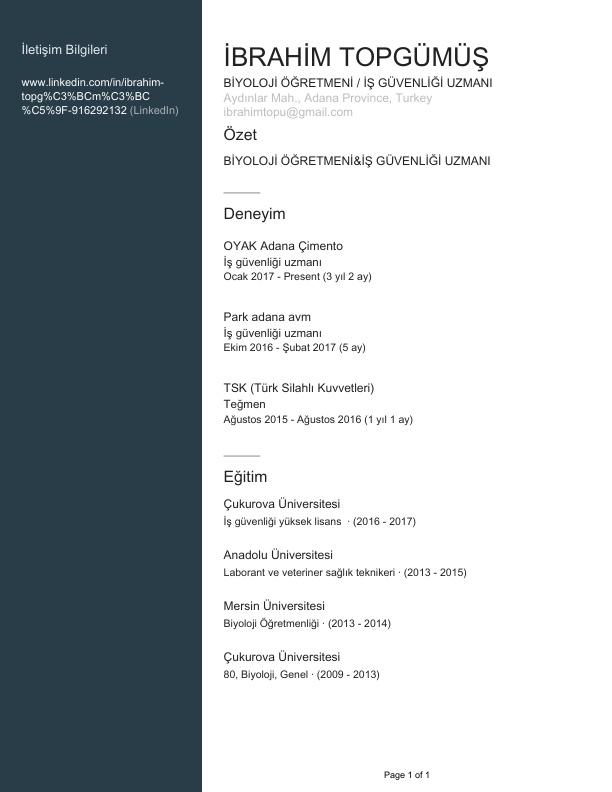 İletişim Bilgileri
www.linkedin.com/in/ibrahim-
topg%C3%BCm%C3%BC
%C5%9F-916292132 (LinkedIn)
İBRAHİM TOPGÜMÜŞ
BİYOLOJİ ÖĞRETMENİ / İŞ GÜVENLİĞİ UZMANI
Aydınlar Mah,, Adana Province, Turkey
ibrahimtopu@gmail.com
Özet
BİYOLOJİ ÖĞRETMENİ&İŞ GÜVENLİĞİ UZMANI
Deneyim
OYAK Adana Çimento
İş güvenliği uzmanı
Ocak 2017 - Present (3 yıl 2 ay)
Park adana avm
İş güvenliği uzmanı
Ekim 2016 - Şubat 2017 (5 ay)
TSK (Türk Silahlı Kuvvetleri)
Teğmen
Ağustos 2015 - Ağustos 2016 (1 yıl 1 ay)
Eğitim
Çukurova Üniversitesi
İş güvenliği yüksek lisans · (2016 - 2017)
Anadolu Üniversitesi
Laborant ve veteriner sağlık teknikeri · (2013 - 2015)
Mersin Üniversitesi
Biyoloji Öğretmenliği · (2013 - 2014)
Çukurova Üniversitesi
80, Biyoloji, Genel · (2009 - 2013)
Page 1 of 1